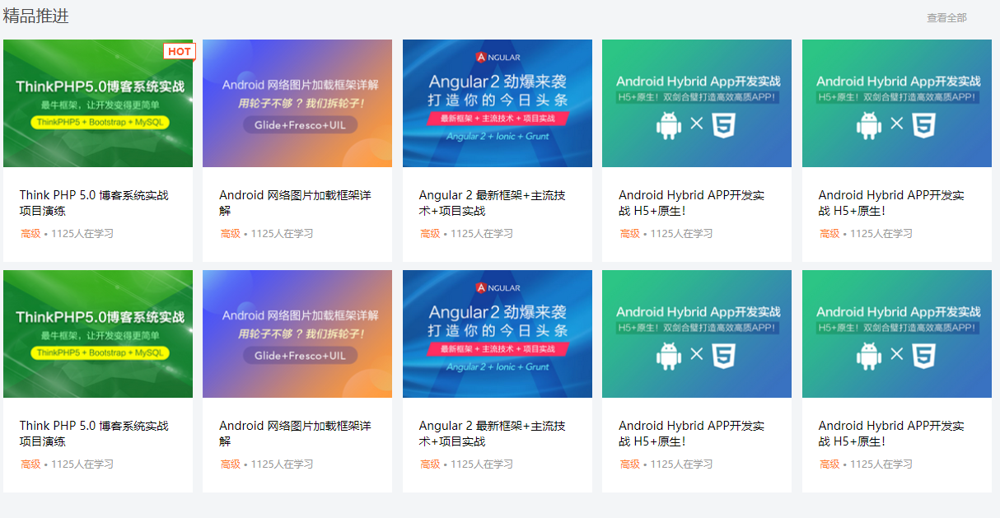 精品推进
查看全部
HOT
ThinkPHP5.0博客系统实战
最牛框架，让开发变得更简单
ThinkPHP5 + Bootstrap + MySQL
Think PHP 5.0 博客系统实战
项目演练
高级 • 1125人在学习
Android 网络图片加载框架详解
用轮子不够？我们拆轮子！
Glide+Fresco+UIL
Android 网络图片加载框架详
解
高级 • 1125人在学习
ANGULAR
Angular2 劲爆来袭
打造你的今日头条
最新框架 + 主流技术 + 项目实战
Angular 2 + Ionic + Grunt
Angular 2 最新框架+主流技
术+项目实战
高级 • 1125人在学习
Android Hybrid App开发实战
H5+原生！双剑合璧打造高效高质APP！
Android Hybrid APP开发实
战 H5+原生！
高级 • 1125人在学习
Android Hybrid App开发实战
H5+原生！双剑合璧打造高效高质APP！
Android Hybrid APP开发实
战 H5+原生！
高级 • 1125人在学习
ThinkPHP5.0博客系统实战
最牛框架，让开发变得更简单
ThinkPHP5 + Bootstrap + MySQL
Think PHP 5.0 博客系统实战
项目演练
高级 • 1125人在学习
Android 网络图片加载框架详解
用轮子不够？我们拆轮子！
Glide+Fresco+UIL
Android 网络图片加载框架详
解
高级 • 1125人在学习
ANGULAR
Angular2 劲爆来袭
打造你的今日头条
最新框架 + 主流技术 + 项目实战
Angular 2 + Ionic + Grunt
Angular 2 最新框架+主流技
术+项目实战
高级 • 1125人在学习
Android Hybrid App开发实战
H5+原生！双剑合璧打造高效高质APP！
Android Hybrid APP开发实
战 H5+原生！
高级 • 1125人在学习
Android Hybrid App开发实战
H5+原生！双剑合璧打造高效高质APP！
Android Hybrid APP开发实
战 H5+原生！
高级 • 1125人在学习